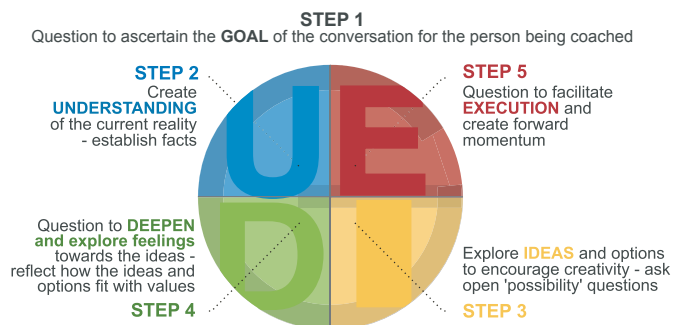 STEP 1
Question to ascertain the GOAL of the conversation for the person being coached
STEP 2
Create
UNDERSTANDING
of the current reality
- establish facts
STEP 5
Question to facilitate
EXECUTION and
create forward
momentum
U E
D I
Question to DEEPEN
and explore feelings
towards the ideas -
reflect how the ideas and
options fit with values
STEP 4
Explore IDEAS and options
to encourage creativity - ask
open 'possibility' questions
STEP 3